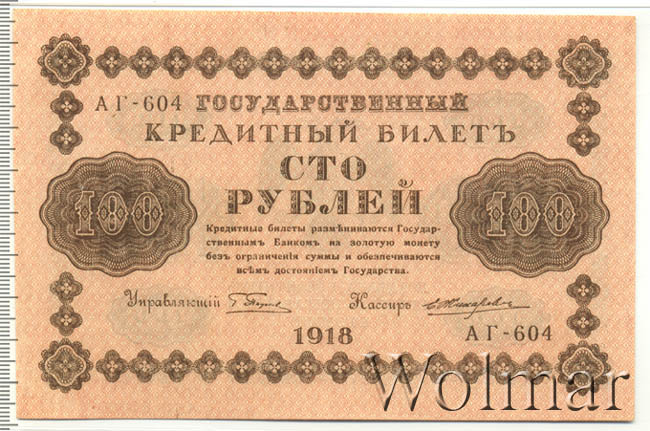 АГ-604 ГОСУДАРСТВЕННЫЙ
КРЕДИТНЫЙ БИЛЕТЪ
СТО
РУБЛЕЙ
100 100
Кредитные билеты размѣниваются Государ-
ственнымъ Банкомъ на золотую монету
безъ ограниченія суммы и обезпечиваются
всѣмъ достояніемъ Государства.
Управляющій Кассиръ
1918 АГ-604
Wolmar